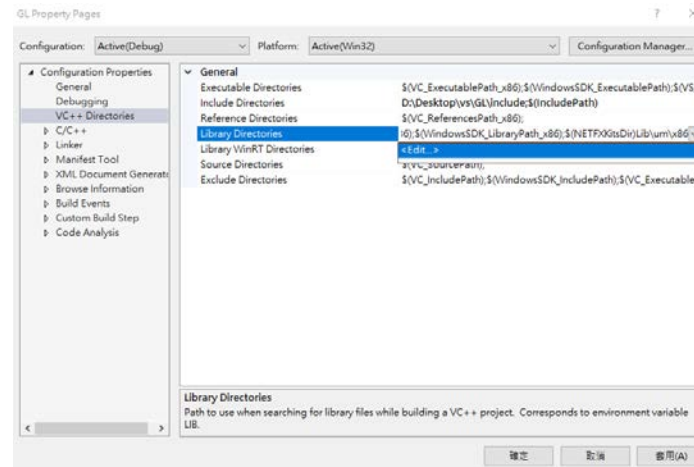 GL Property Pages
?
Configuration: Active(Debug) Platform: Active(Win32) Configuration Manager...
Configuration Properties
General
Debugging
VC++ Directories
C/C++
Linker
Manifest Tool
XML Document Generato
Browse Information
Build Events
Custom Build Step
Code Analysis
General
Executable Directories $(VC_ExecutablePath_x86);$(WindowsSDK_ExecutablePath);$(VS
Include Directories D:\Desktop\vs\GL\include;$(IncludePath)
Reference Directories $(VC_ReferencesPath_x86);
Library Directories 86);$(WindowsSDK_LibraryPath_x86);$(NETFXKitsDir)Lib\um\x86
Library WinRT Directories <Edit...>
Source Directories $(VC_SourcePath);
Exclude Directories $(VC_IncludePath);$(WindowsSDK_IncludePath);$(VC_Executable
Library Directories
Path to use when searching for library files while building a VC++ project. Corresponds to environment variable
LIB.
確定 取消 套用(A)